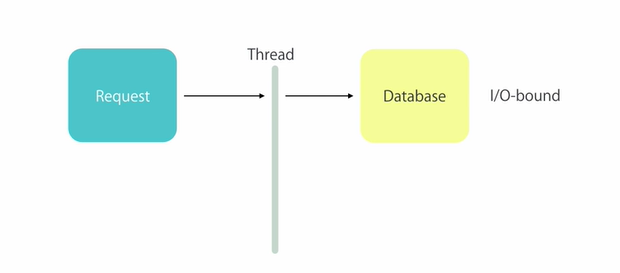 Thread
Request
Database
I/O-bound